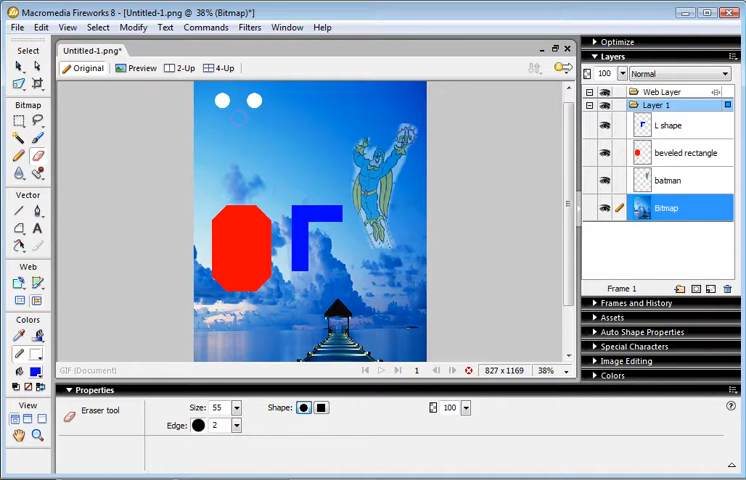 Macromedia Fireworks 8 - [Untitled-1.png @ 38% (Bitmap)*]
File Edit View Select Modify Text Commands Filters Window Help
Select
Bitmap
Vector
Web
Colors
View
Untitled-1.png*
Original Preview 2-Up 4-Up
GIF (Document) 1 827 x 1169 38%
Optimize
Layers
100 Normal
Web Layer
Layer 1
L shape
beveled rectangle
batman
Bitmap
Frame 1
Frames and History
Assets
Auto Shape Properties
Special Characters
Image Editing
Colors
Properties
Eraser tool
Size: 55 Shape: 100
Edge: 2